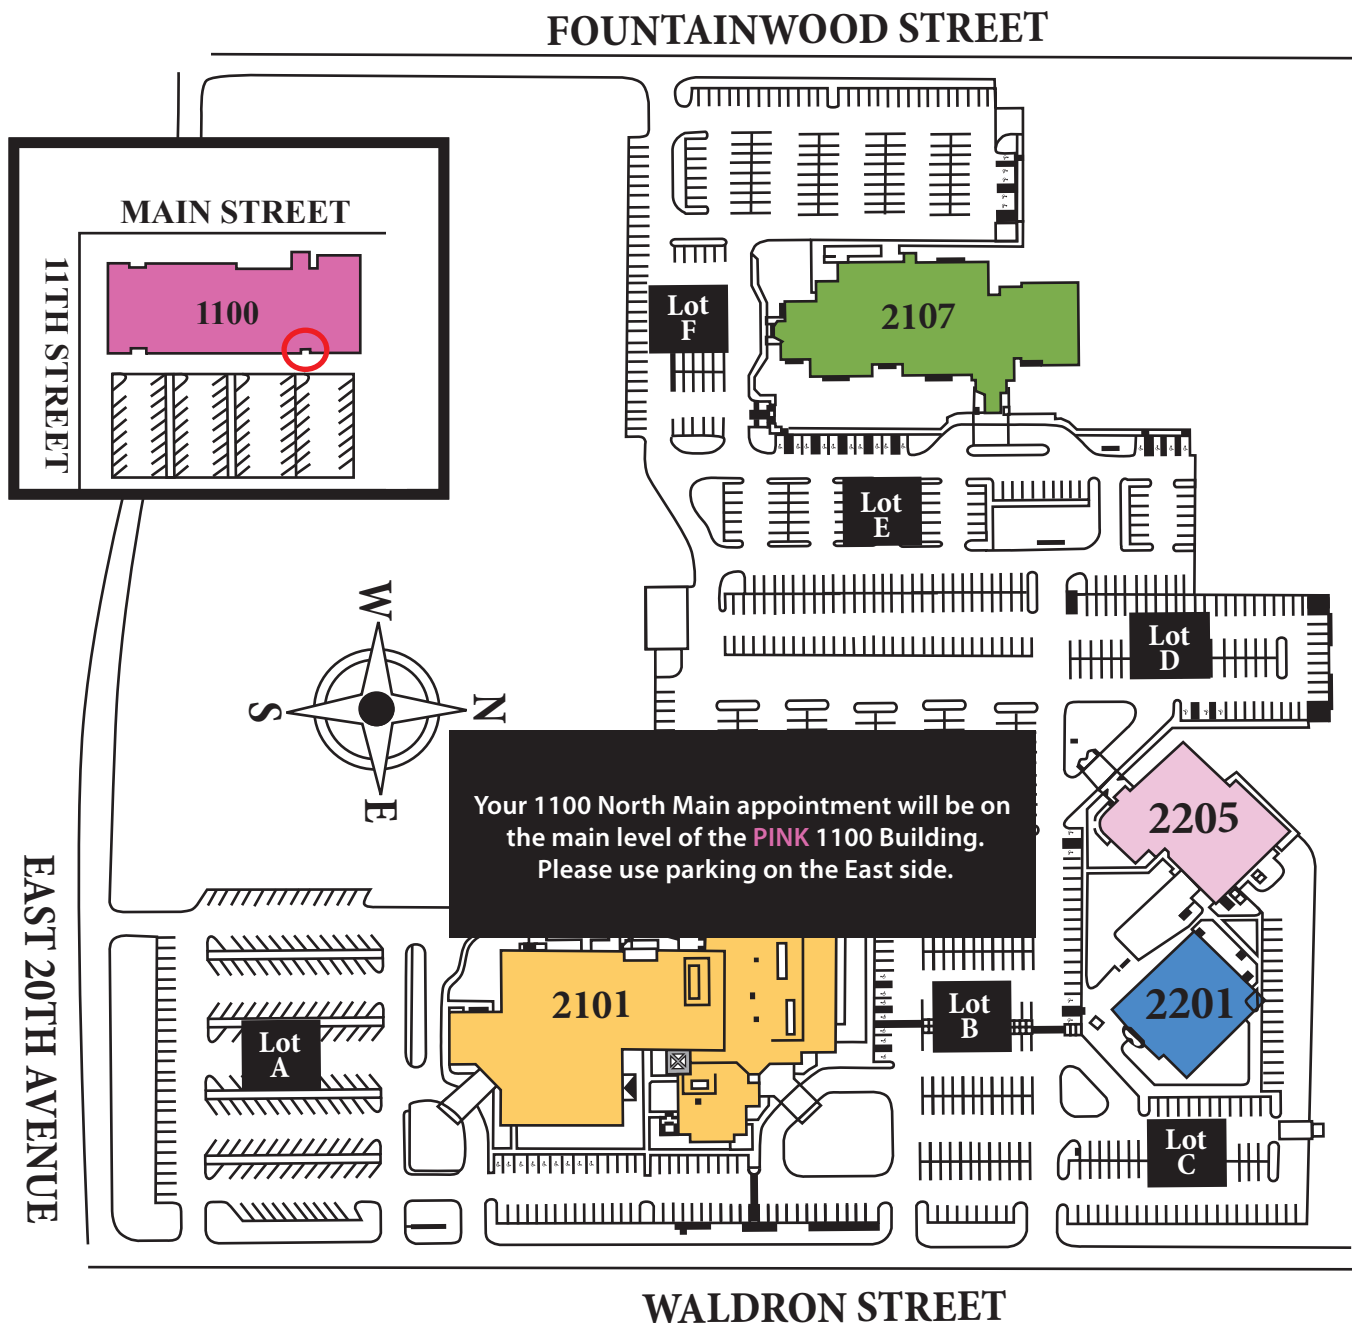 FOUNTAINWOOD STREET
MAIN STREET
11TH STREET
1100
Lot
F
2107
Lot
E
W
S
N
E
Lot
D
2205
Your 1100 North Main appointment will be on
the main level of the PINK 1100 Building.
Please use parking on the East side.
EAST 20TH AVENUE
2101
2201
Lot
B
Lot
A
Lot
C
WALDRON STREET